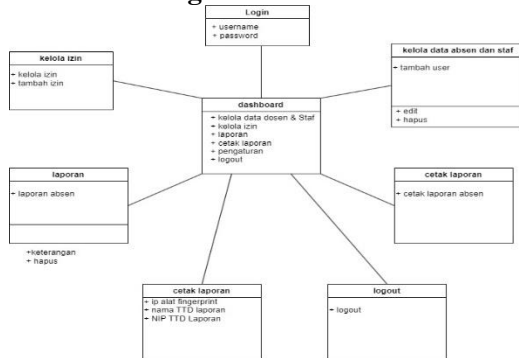 Login
+ username
+ password
kelola izin
+ kelola izin
+ tambah izin
kelola data absen dan staf
+ tambah user
+ edit
+ hapus
dashboard
+ kelola data dosen & Staf
+ kelola izin
+ laporan
+ cetak laporan
+ pengaturan
+ logout
laporan
+ laporan absen
+keterangan
+ hapus
cetak laporan
+ cetak laporan absen
cetak laporan
+ ip alat fingerprint
+ nama TTD laporan
+ NIP TTD Laporan
logout
+ logout